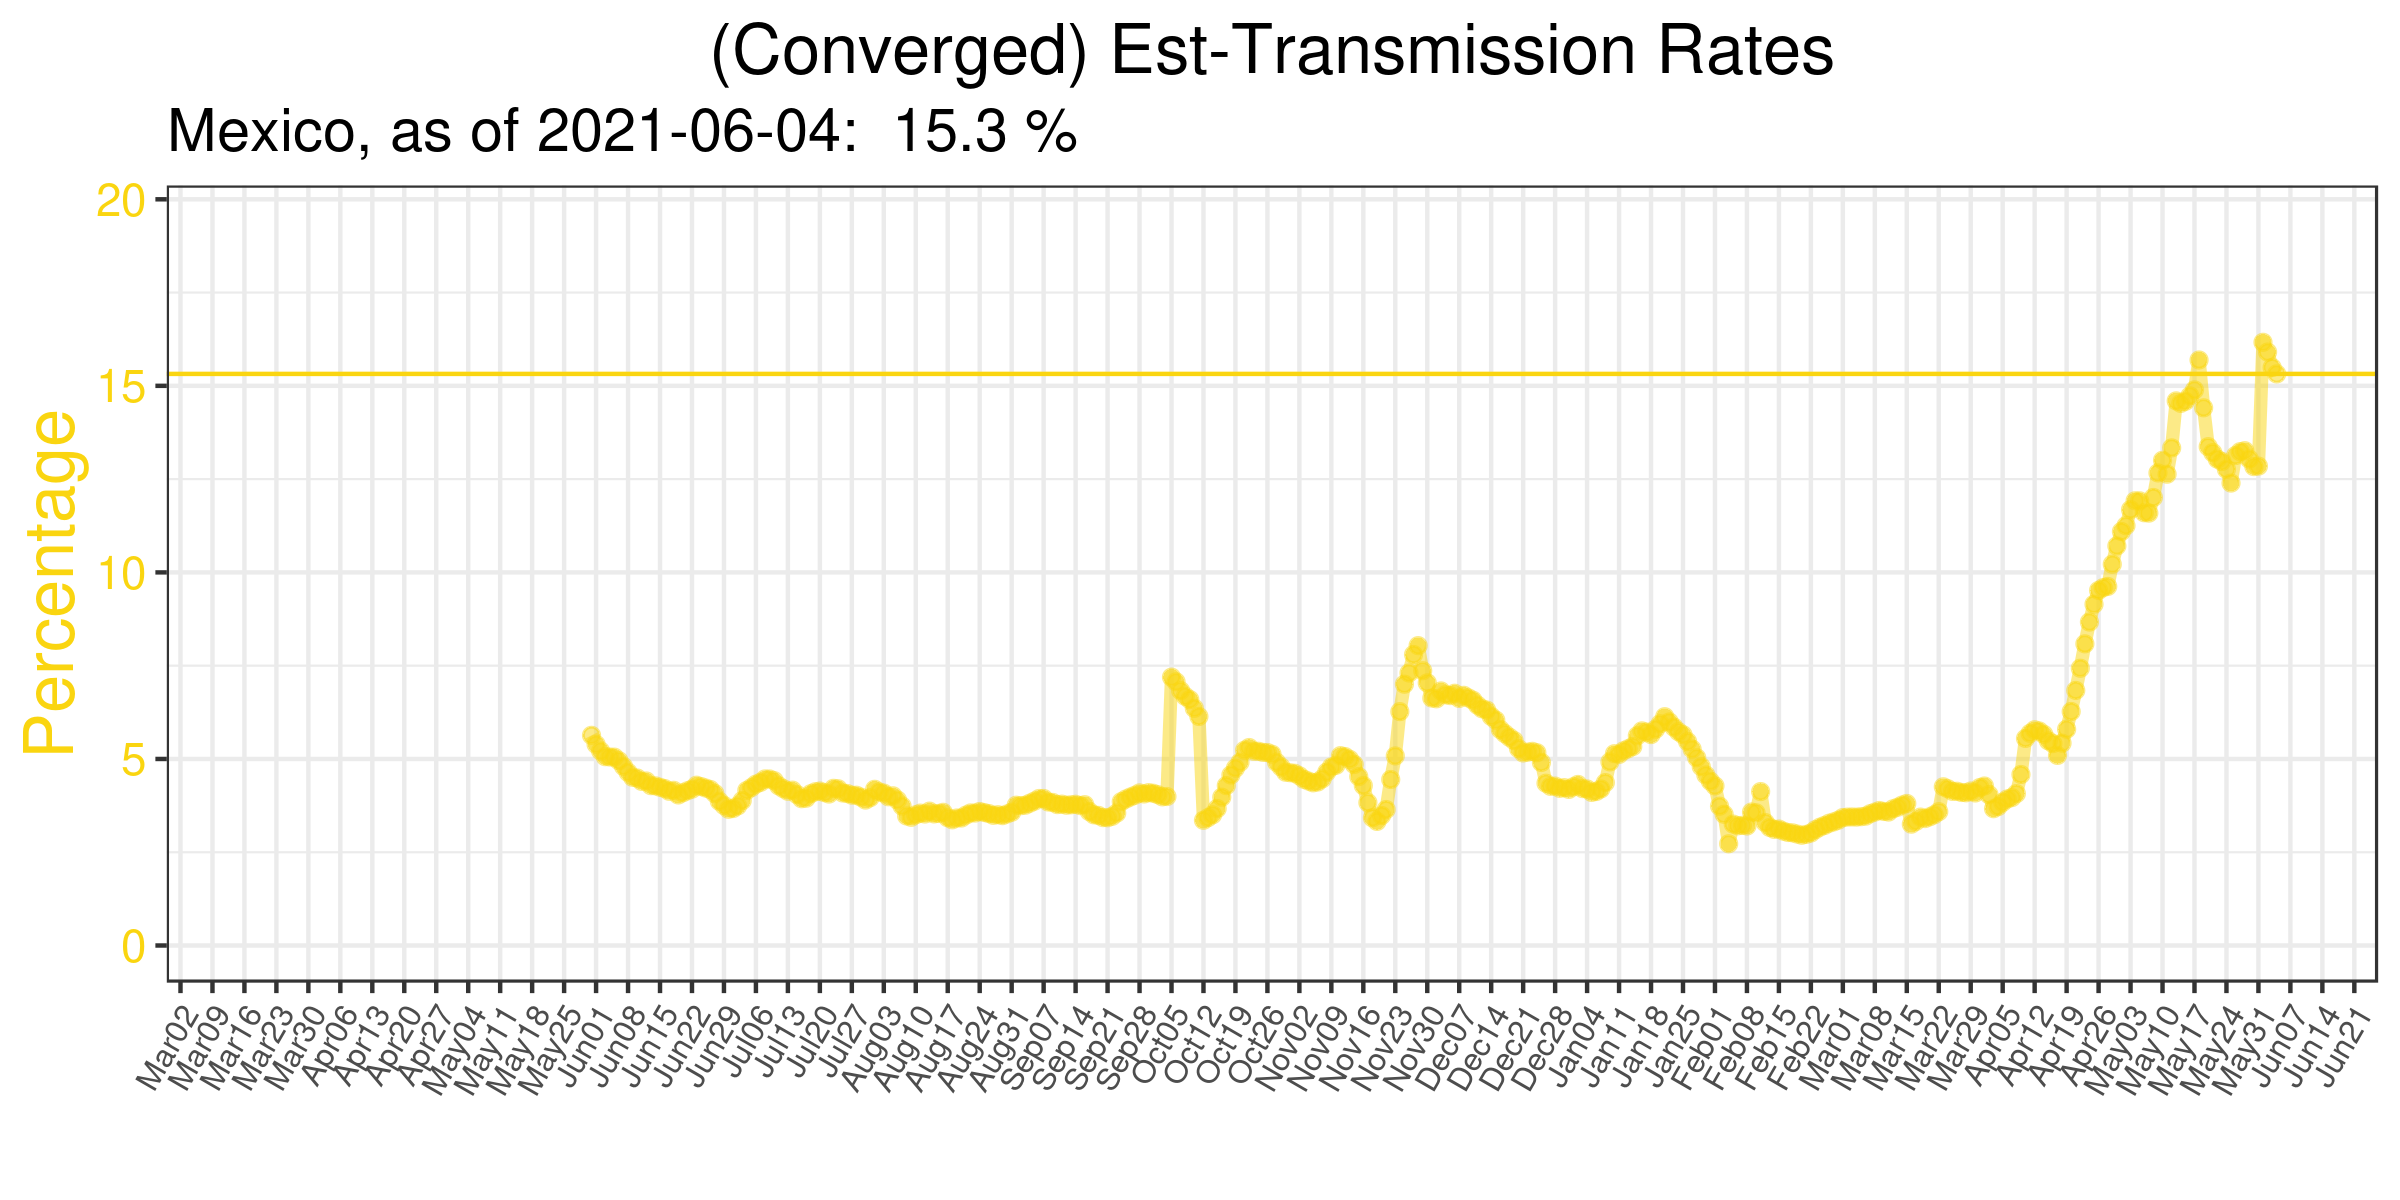 (Converged) Est-Transmission Rates
Mexico, as of 2021-06-04:  15.3 %
Percentage
20
15
10
5
0
Mar02 Mar09 Mar16 Mar23 Mar30 Apr06 Apr13 Apr20 Apr27 May04 May11 May18 May25 Jun01 Jun08 Jun15 Jun22 Jun29 Jul06 Jul13 Jul20 Jul27 Aug03 Aug10 Aug17 Aug24 Aug31 Sep07 Sep14 Sep21 Sep28 Oct05 Oct12 Oct19 Oct26 Nov02 Nov09 Nov16 Nov23 Nov30 Dec07 Dec14 Dec21 Dec28 Jan04 Jan11 Jan18 Jan25 Feb01 Feb08 Feb15 Feb22 Mar01 Mar08 Mar15 Mar22 Mar29 Apr05 Apr12 Apr19 Apr26 May03 May10 May17 May24 May31 Jun07 Jun14 Jun21